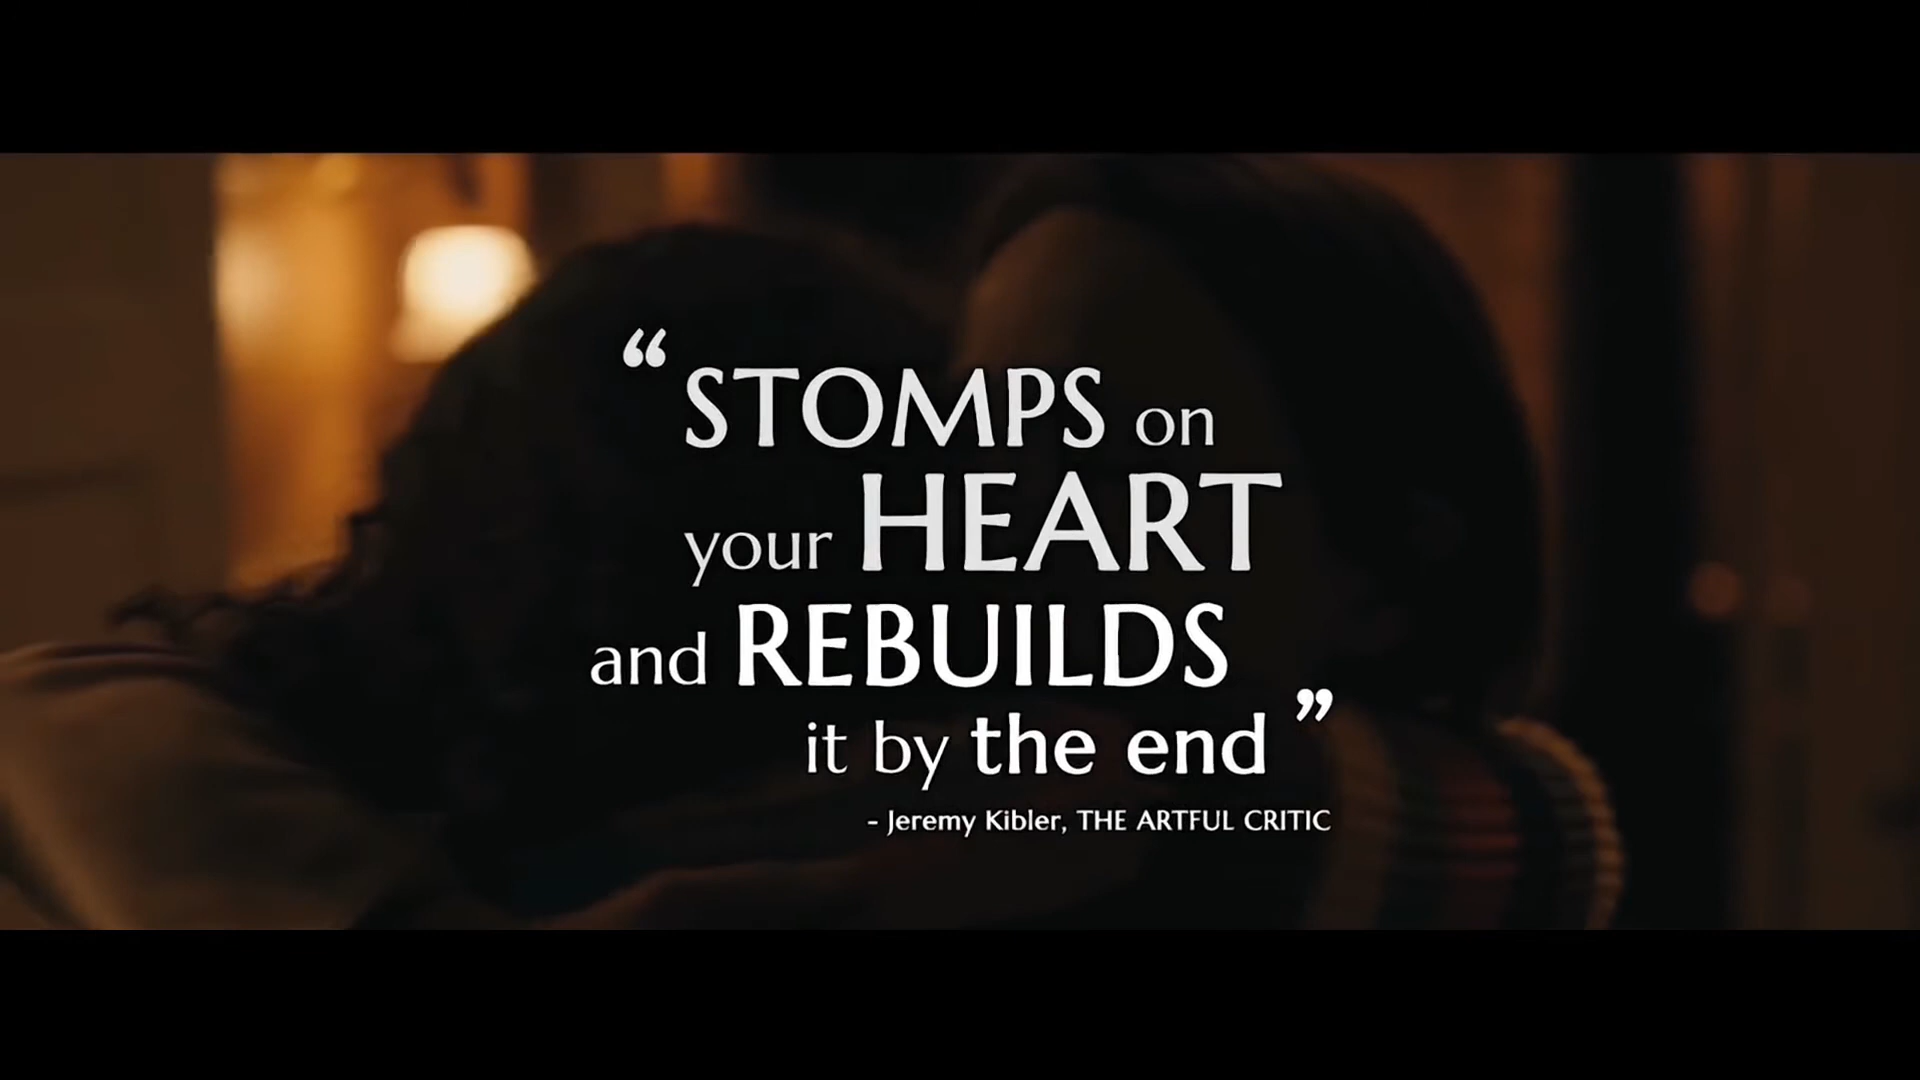 “STOMPS on
your HEART
and REBUILDS
it by the end”
- Jeremy Kibler, THE ARTFUL CRITIC